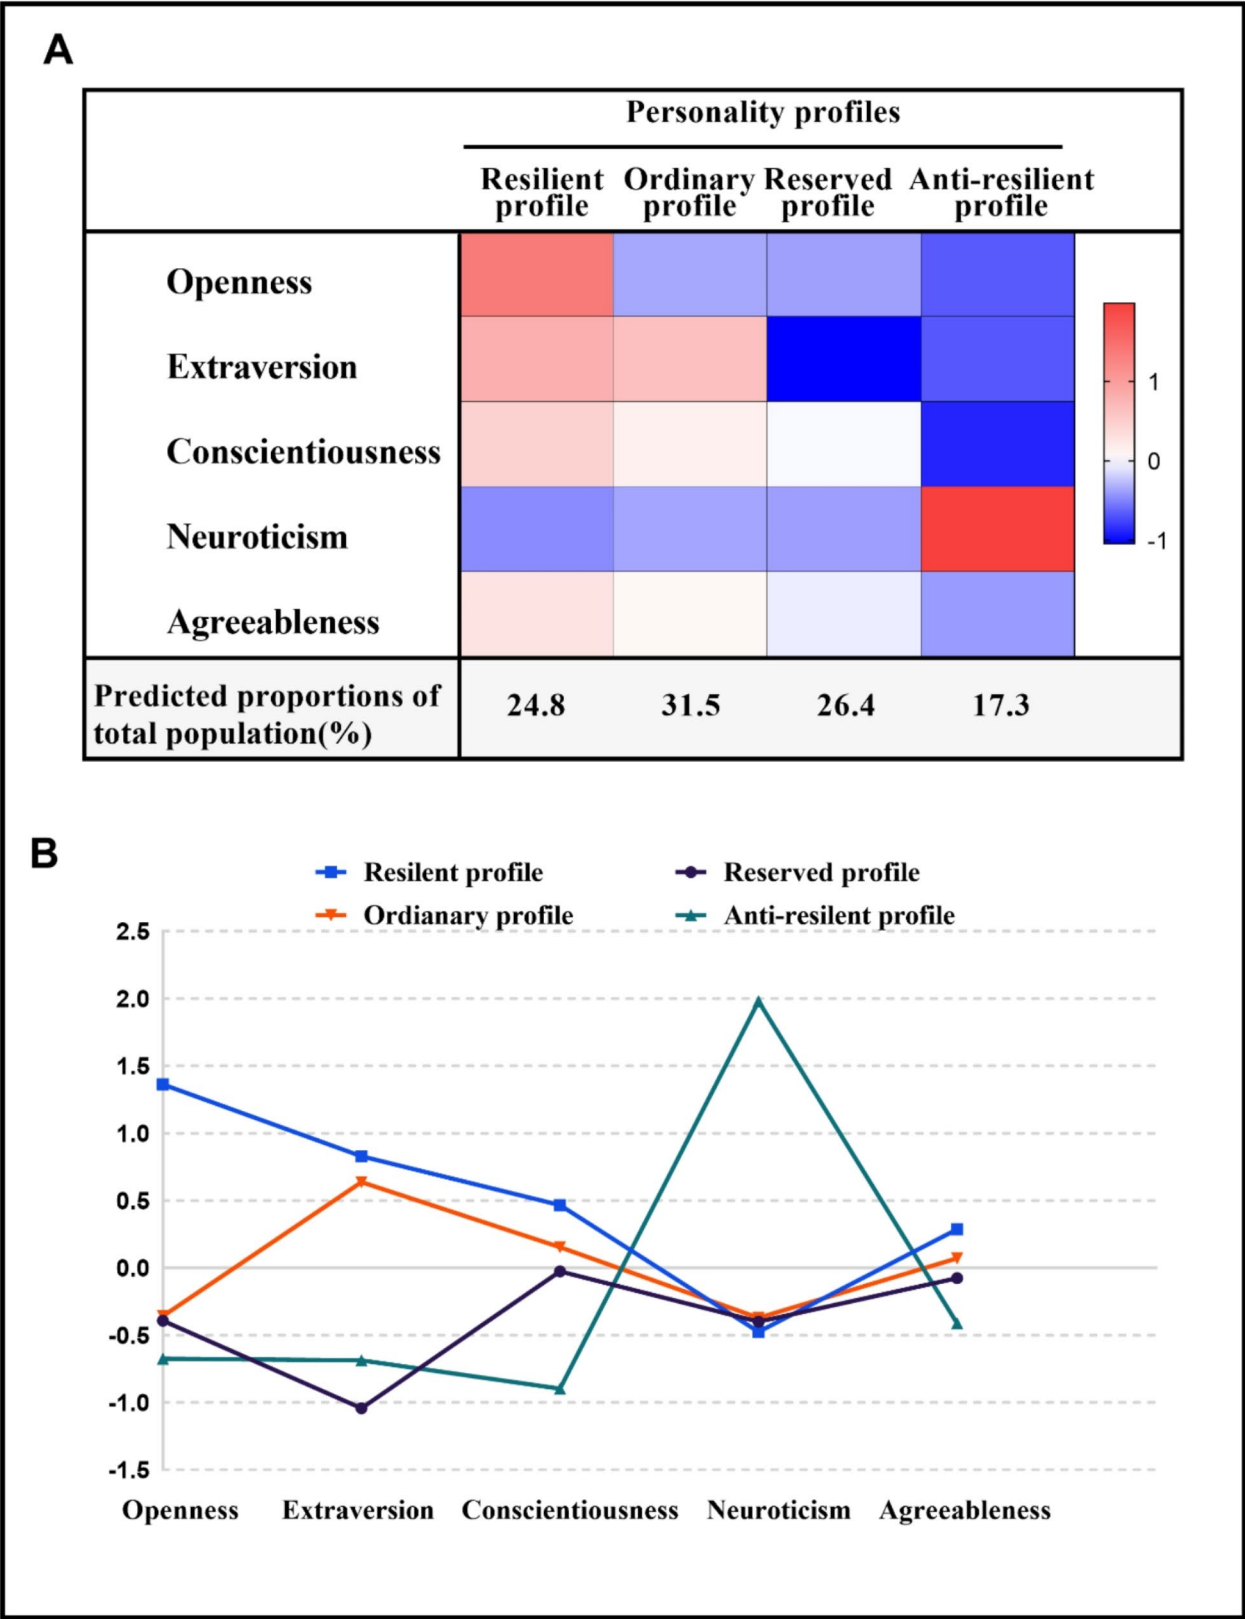 A
Personality profiles
Resilient profile
Ordinary profile
Reserved profile
Anti-resilient profile
Openness
Extraversion
Conscientiousness
Neuroticism
Agreeableness
1
0
-1
Predicted proportions of
total population(%)
24.8 31.5 26.4 17.3
B
Resilent profile
Reserved profile
Ordianary profile
Anti-resilent profile
2.5
2.0
1.5
1.0
0.5
0.0
-0.5
-1.0
-1.5
Openness Extraversion Conscientiousness Neuroticism Agreeableness